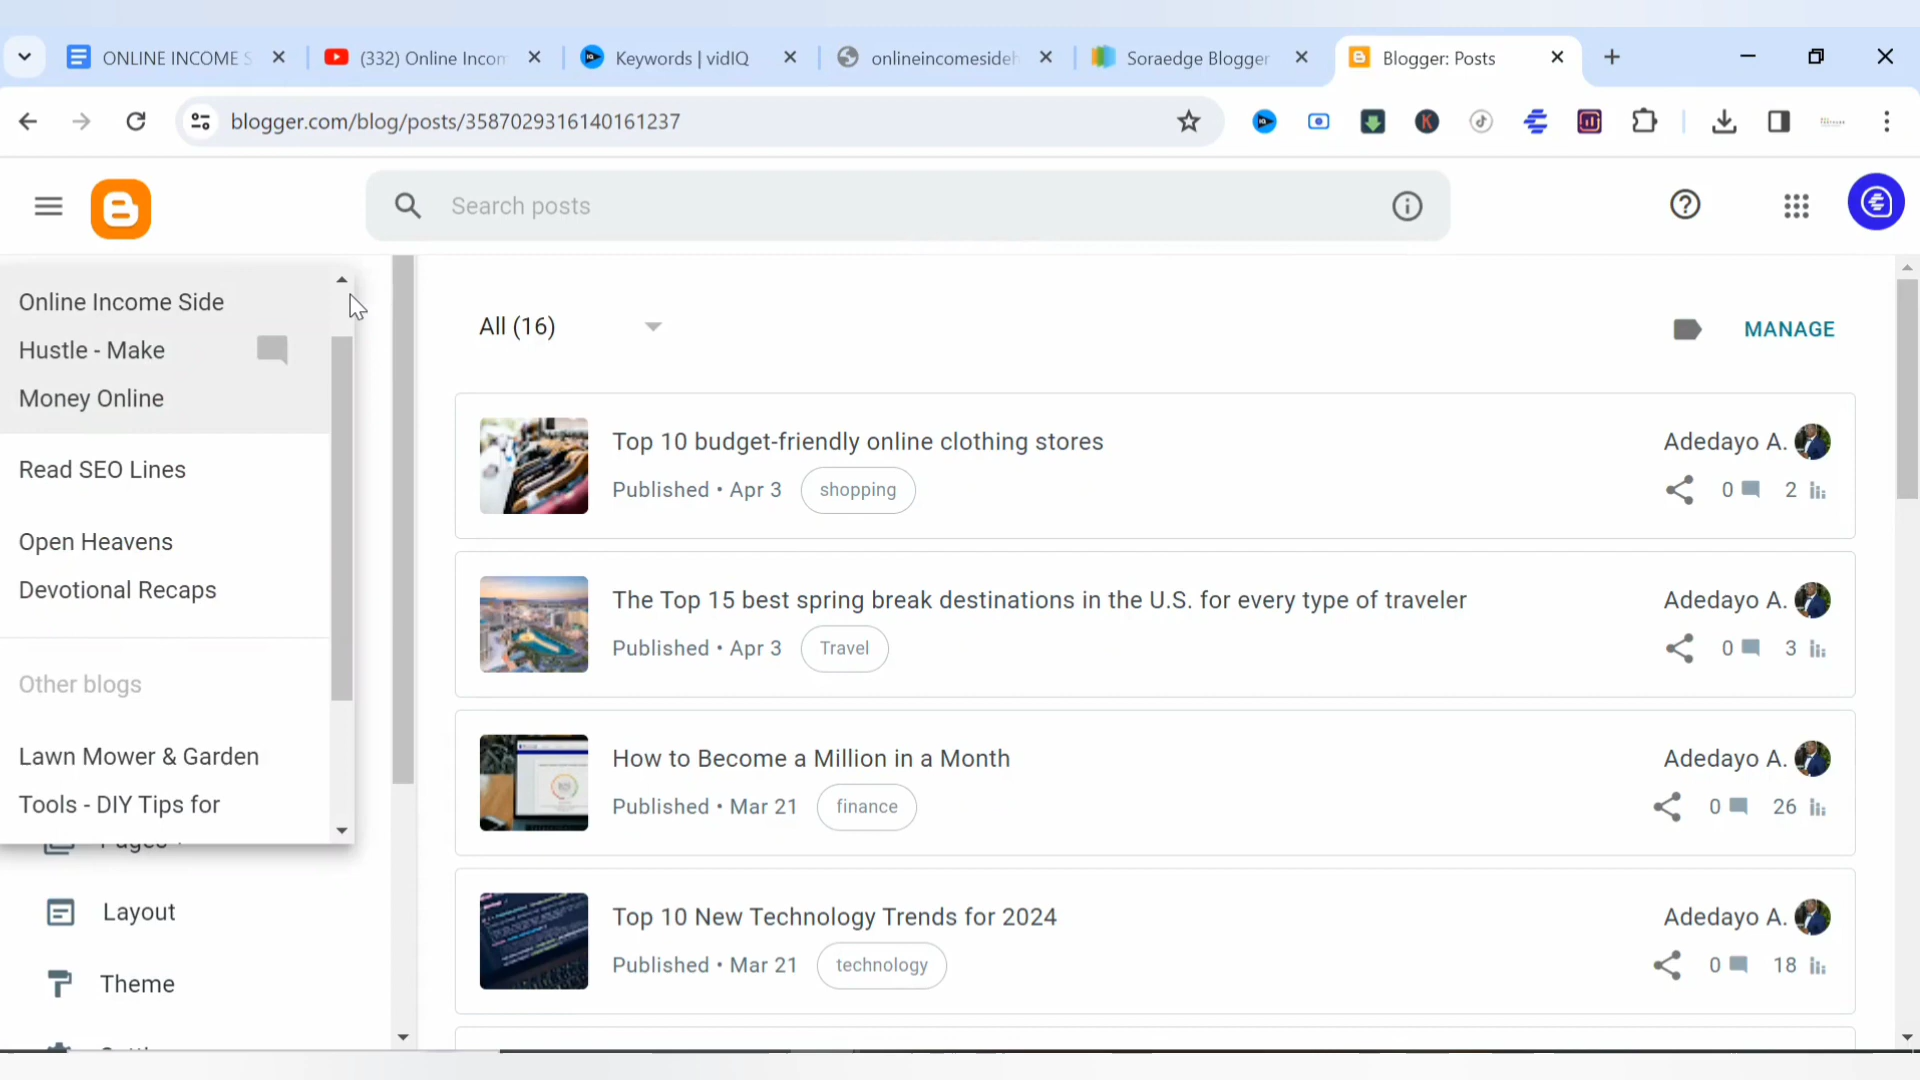 ONLINE INCOME S
(332) Online Incom
Keywords | vidIQ
onlineincomesideh
Soraedge Blogger
Blogger: Posts
blogger.com/blog/posts/3587029316140161237
Search posts
Online Income Side
Hustle - Make
Money Online
Read SEO Lines
Open Heavens
Devotional Recaps
Other blogs
Lawn Mower & Garden
Tools - DIY Tips for
Pages
Layout
Theme
All (16)
MANAGE
Top 10 budget-friendly online clothing stores
Adedayo A.
Published • Apr 3 shopping
0 2
The Top 15 best spring break destinations in the U.S. for every type of traveler
Adedayo A.
Published • Apr 3 Travel
0 3
How to Become a Million in a Month
Adedayo A.
Published • Mar 21 finance
0 26
Top 10 New Technology Trends for 2024
Adedayo A.
Published • Mar 21 technology
0 18